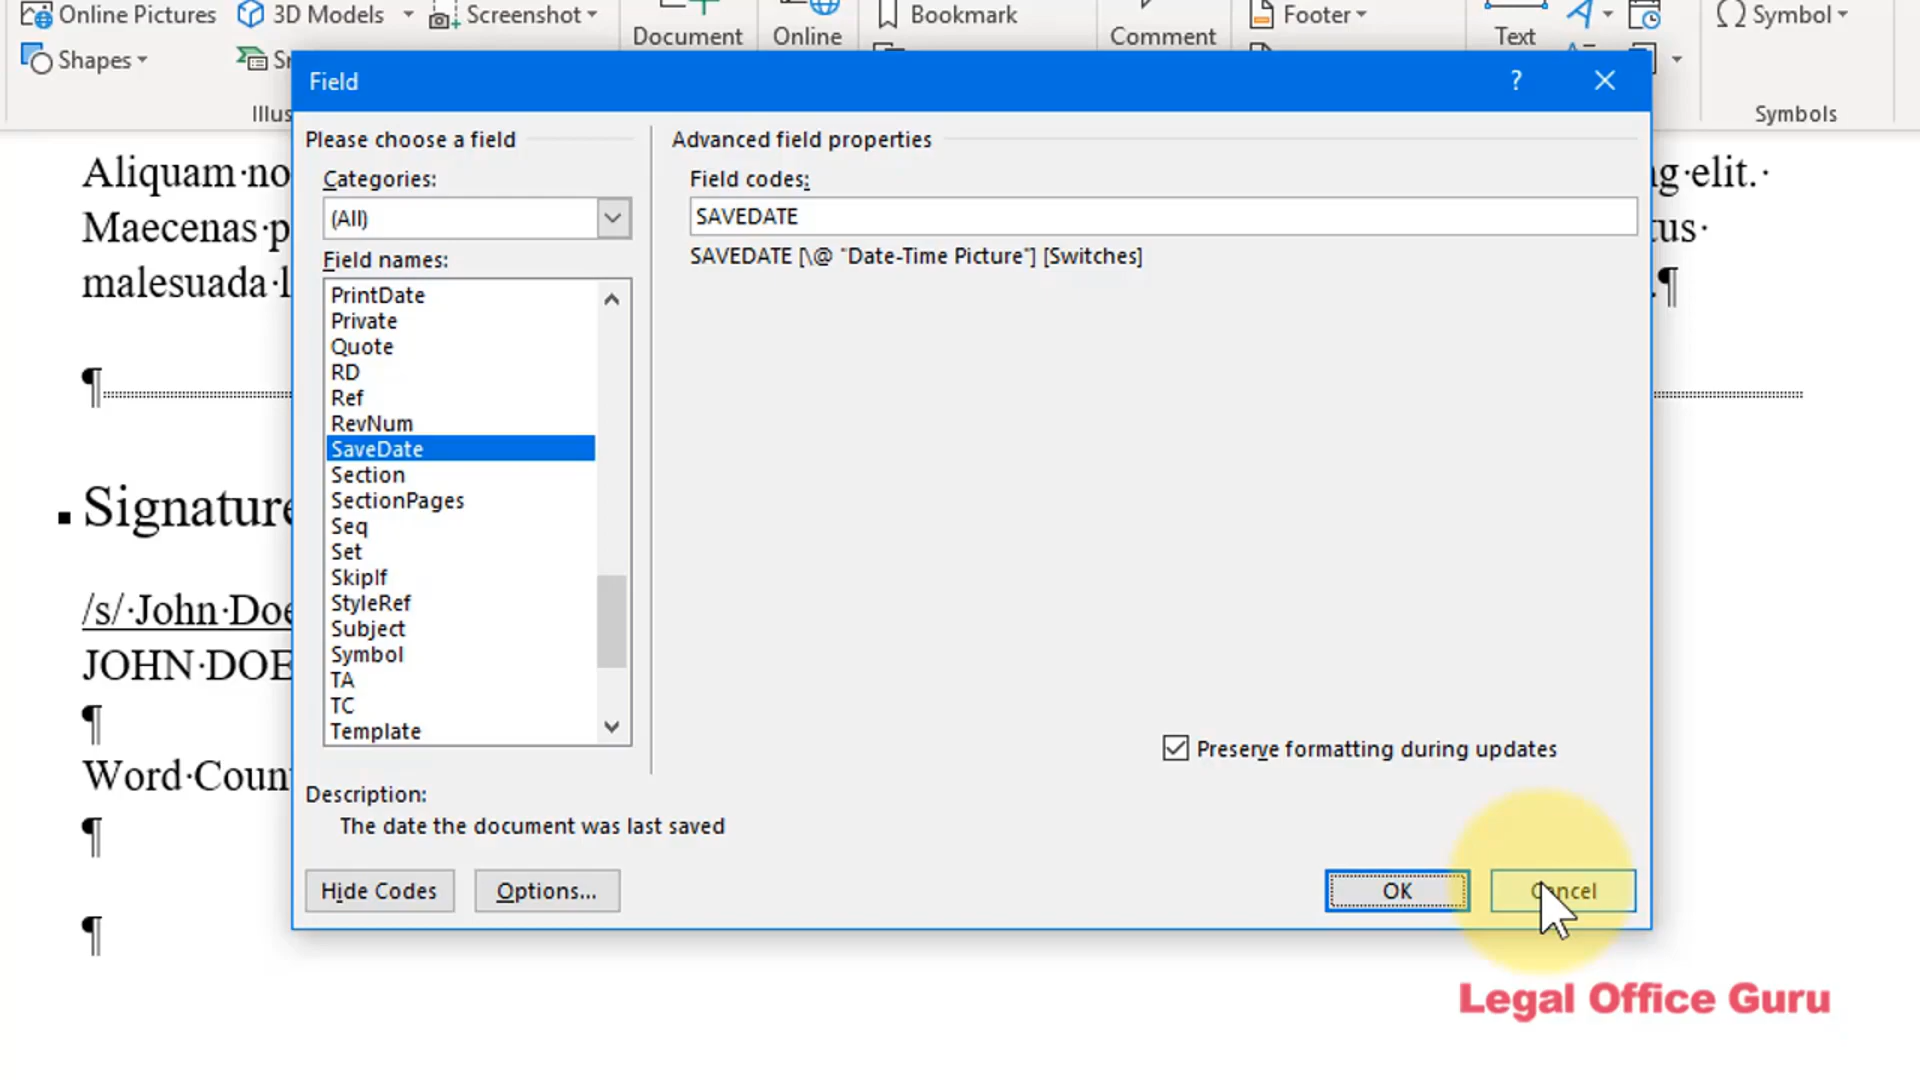 Online Pictures
3D Models
Screenshot
Document
Online
Bookmark
Comment
Footer
Text
Symbol
Shapes
Symbols
Field
?
Please choose a field
Advanced field properties
Categories:
(All)
Field codes:
SAVEDATE
SAVEDATE [\@ "Date-Time Picture"] [Switches]
Field names:
PrintDate
Private
Quote
RD
Ref
RevNum
SaveDate
Section
SectionPages
Seq
Set
SkipIf
StyleRef
Subject
Symbol
TA
TC
Template
Preserve formatting during updates
Description:
The date the document was last saved
Hide Codes
Options...
OK
Cancel
Aliquam·no
elit.·
Maecenas·p
malesuada·l
¶
¶
Signature
/s/·John·Doe
JOHN·DOE
¶
Word·Coun
¶
¶
Legal Office Guru